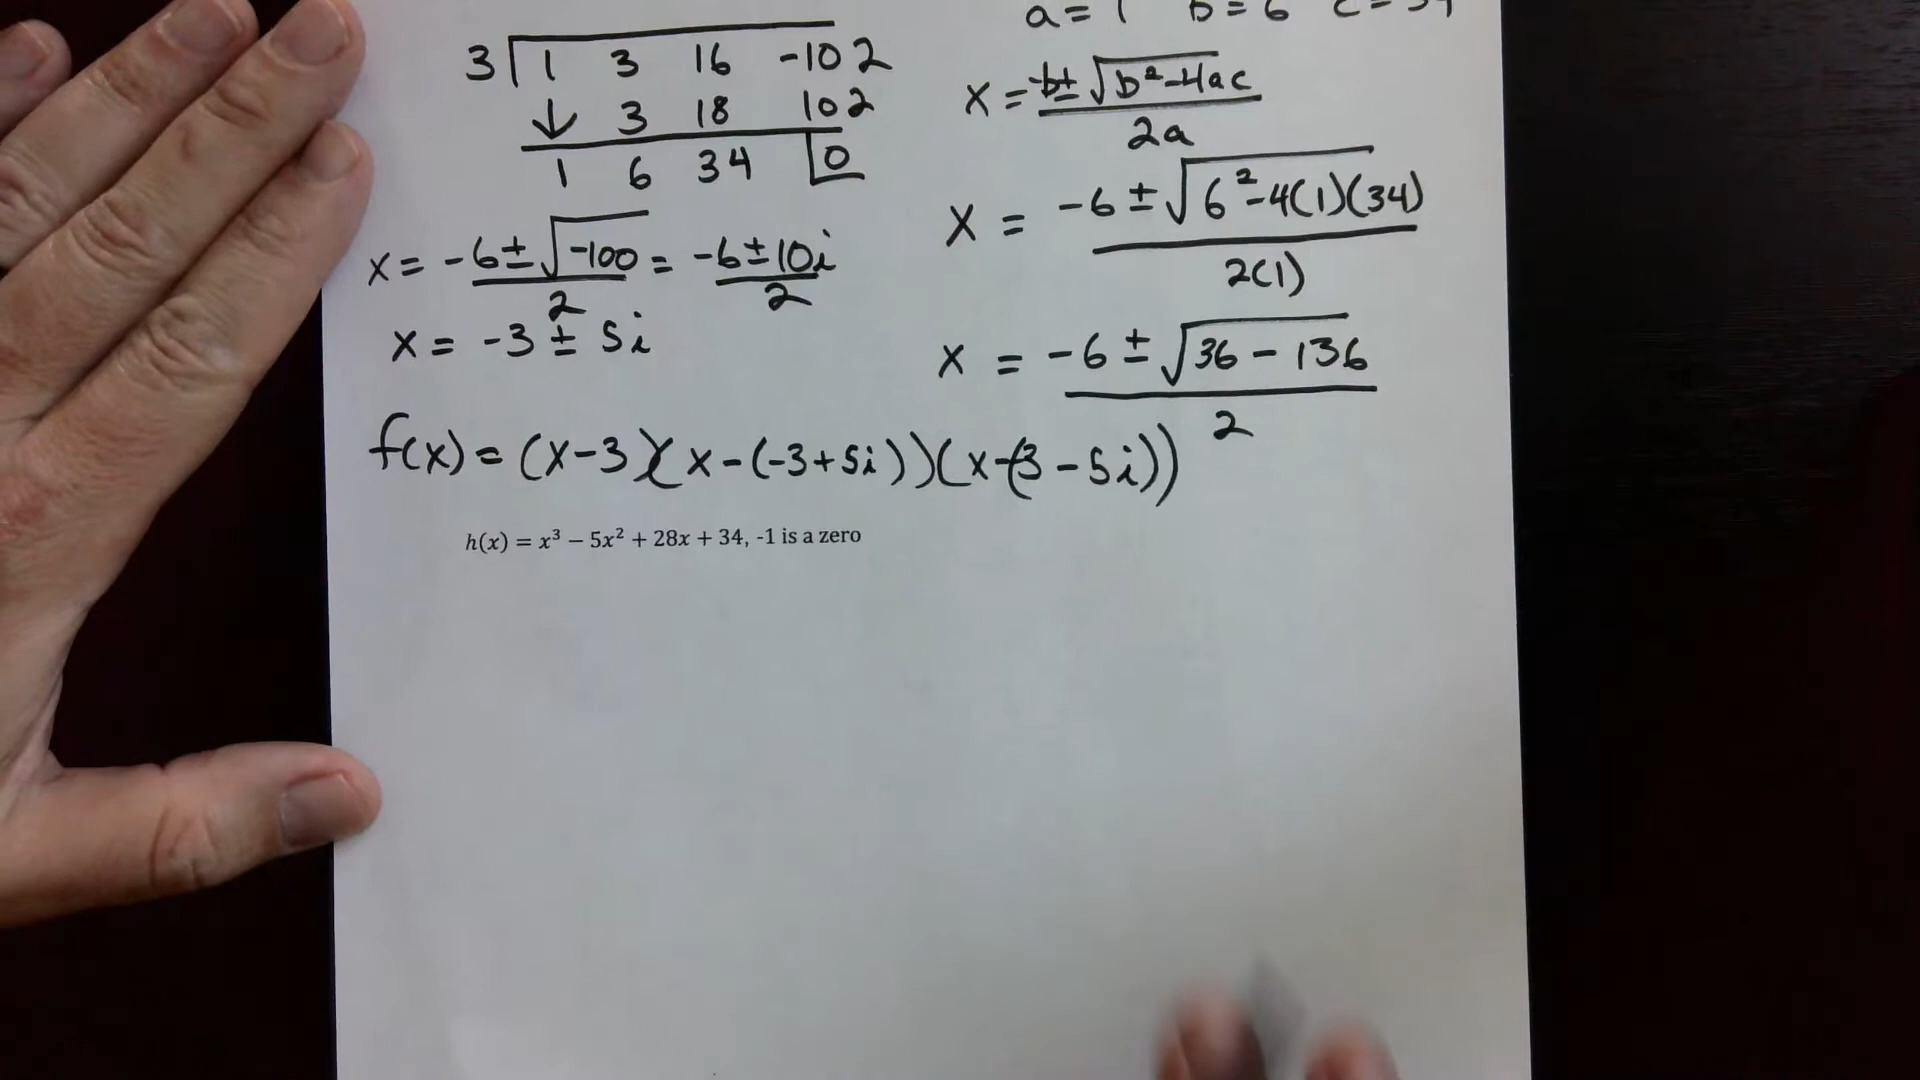 a = 1 b = 6 c = 34
3 1 3 16 -102
↓ 3 18 102
1 6 34 0
x = -b ± √b² - 4ac
2a
x = -6 ± √6² - 4(1)(34)
2(1)
x = -6 ± √36 - 136
2
x = -6 ± √-100 = -6 ± 10i
2 2
x = -3 ± 5i
f(x) = (x-3)(x-(-3+5i))(x-(-3-5i))
h(x) = x³ − 5x² + 28x + 34, -1 is a zero